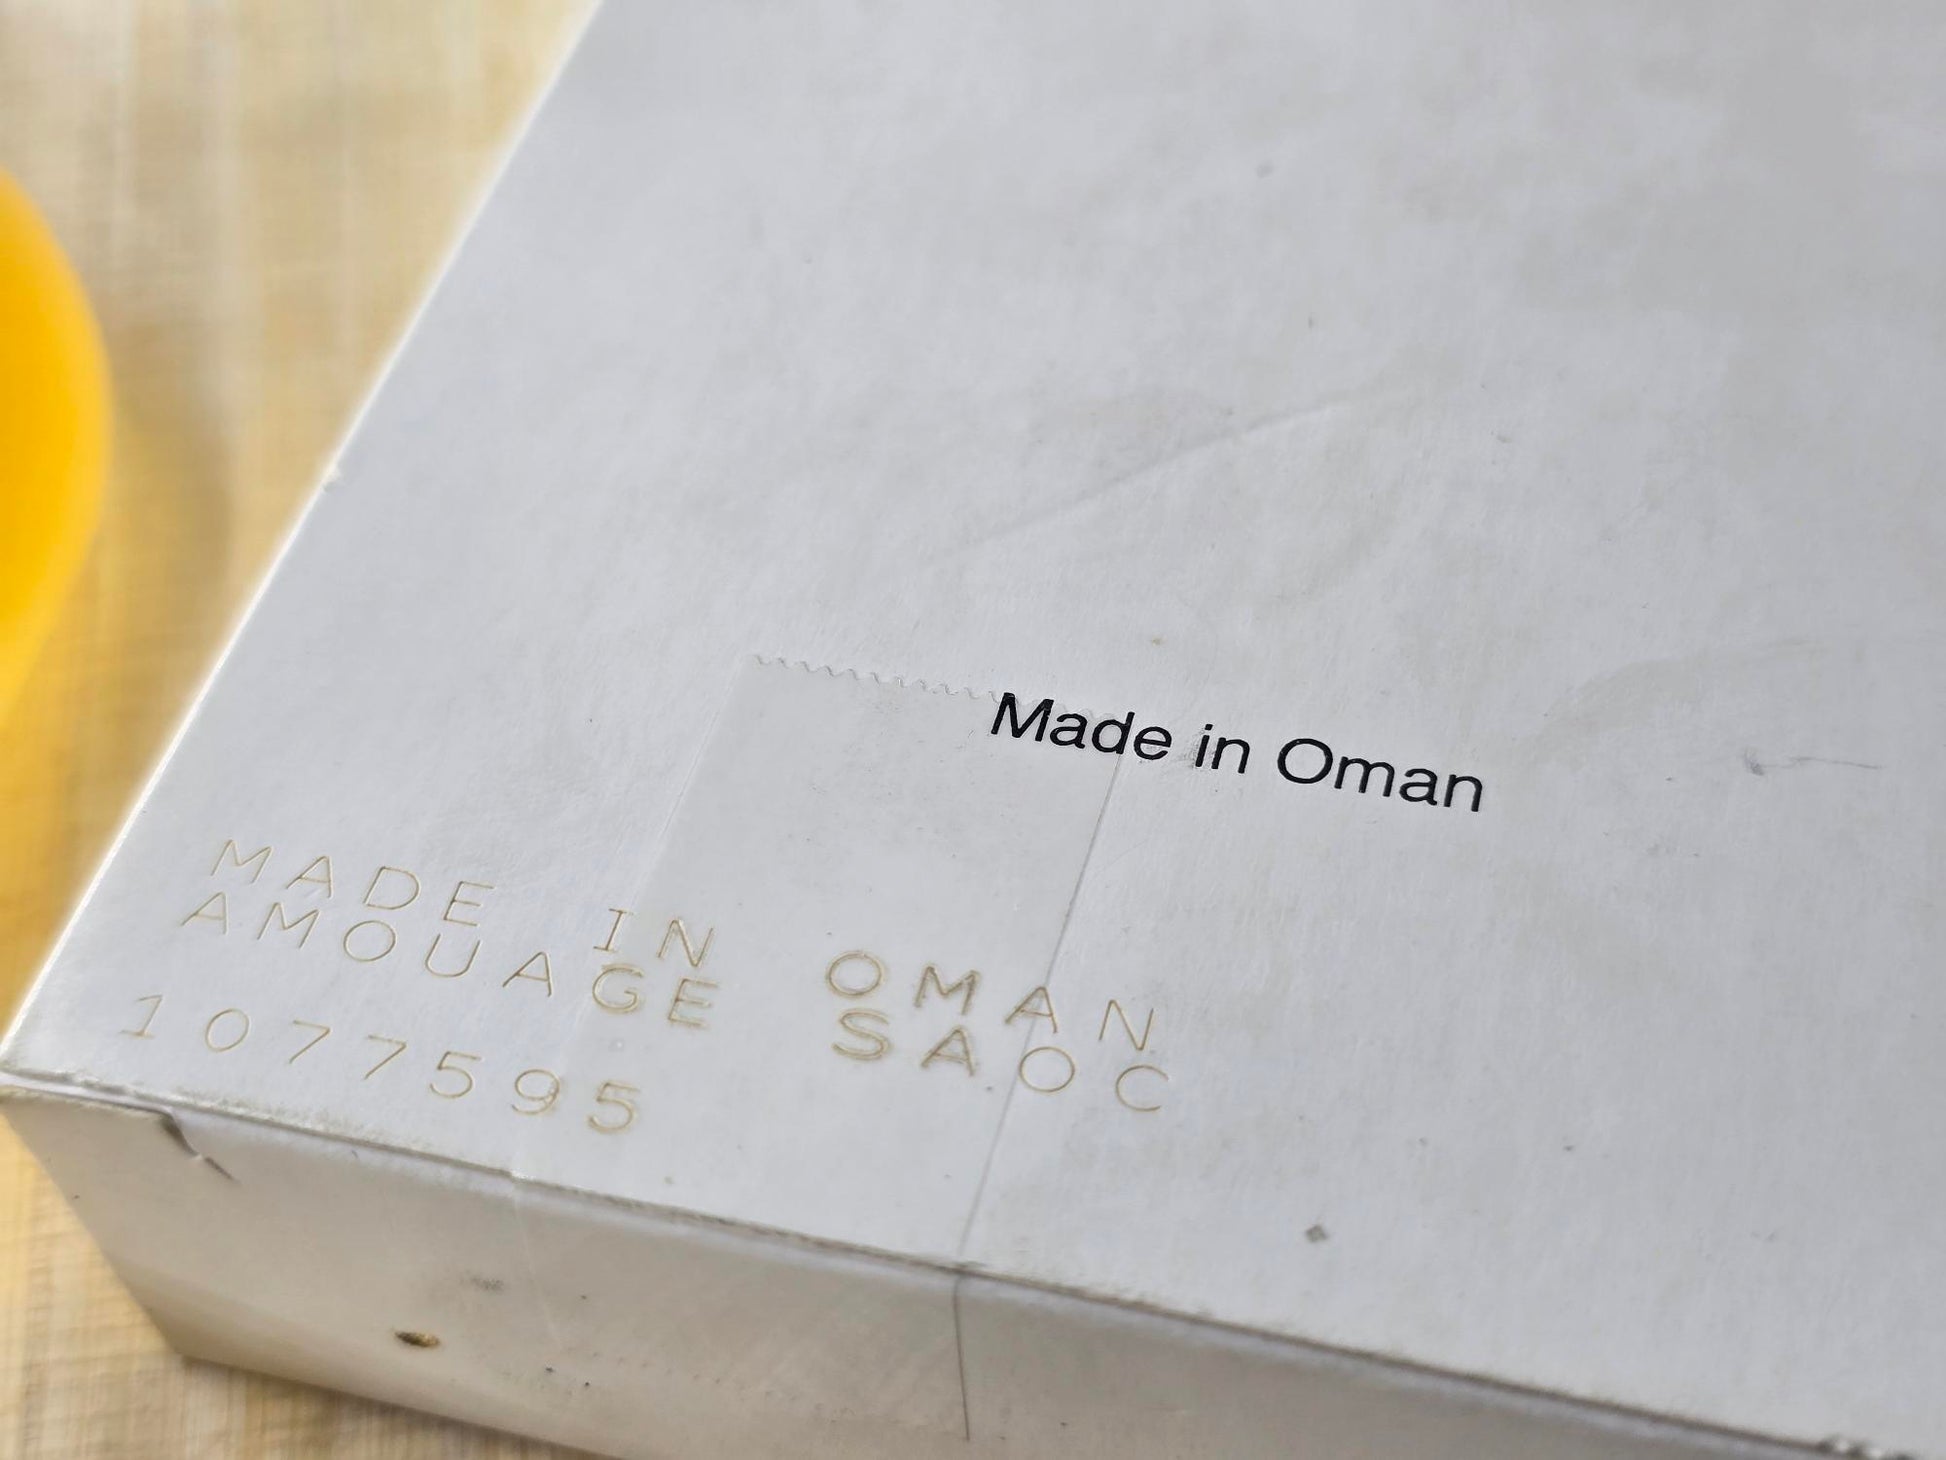 Made in Oman
MADE IN OMAN
AMOUAGE SAOC
1077595